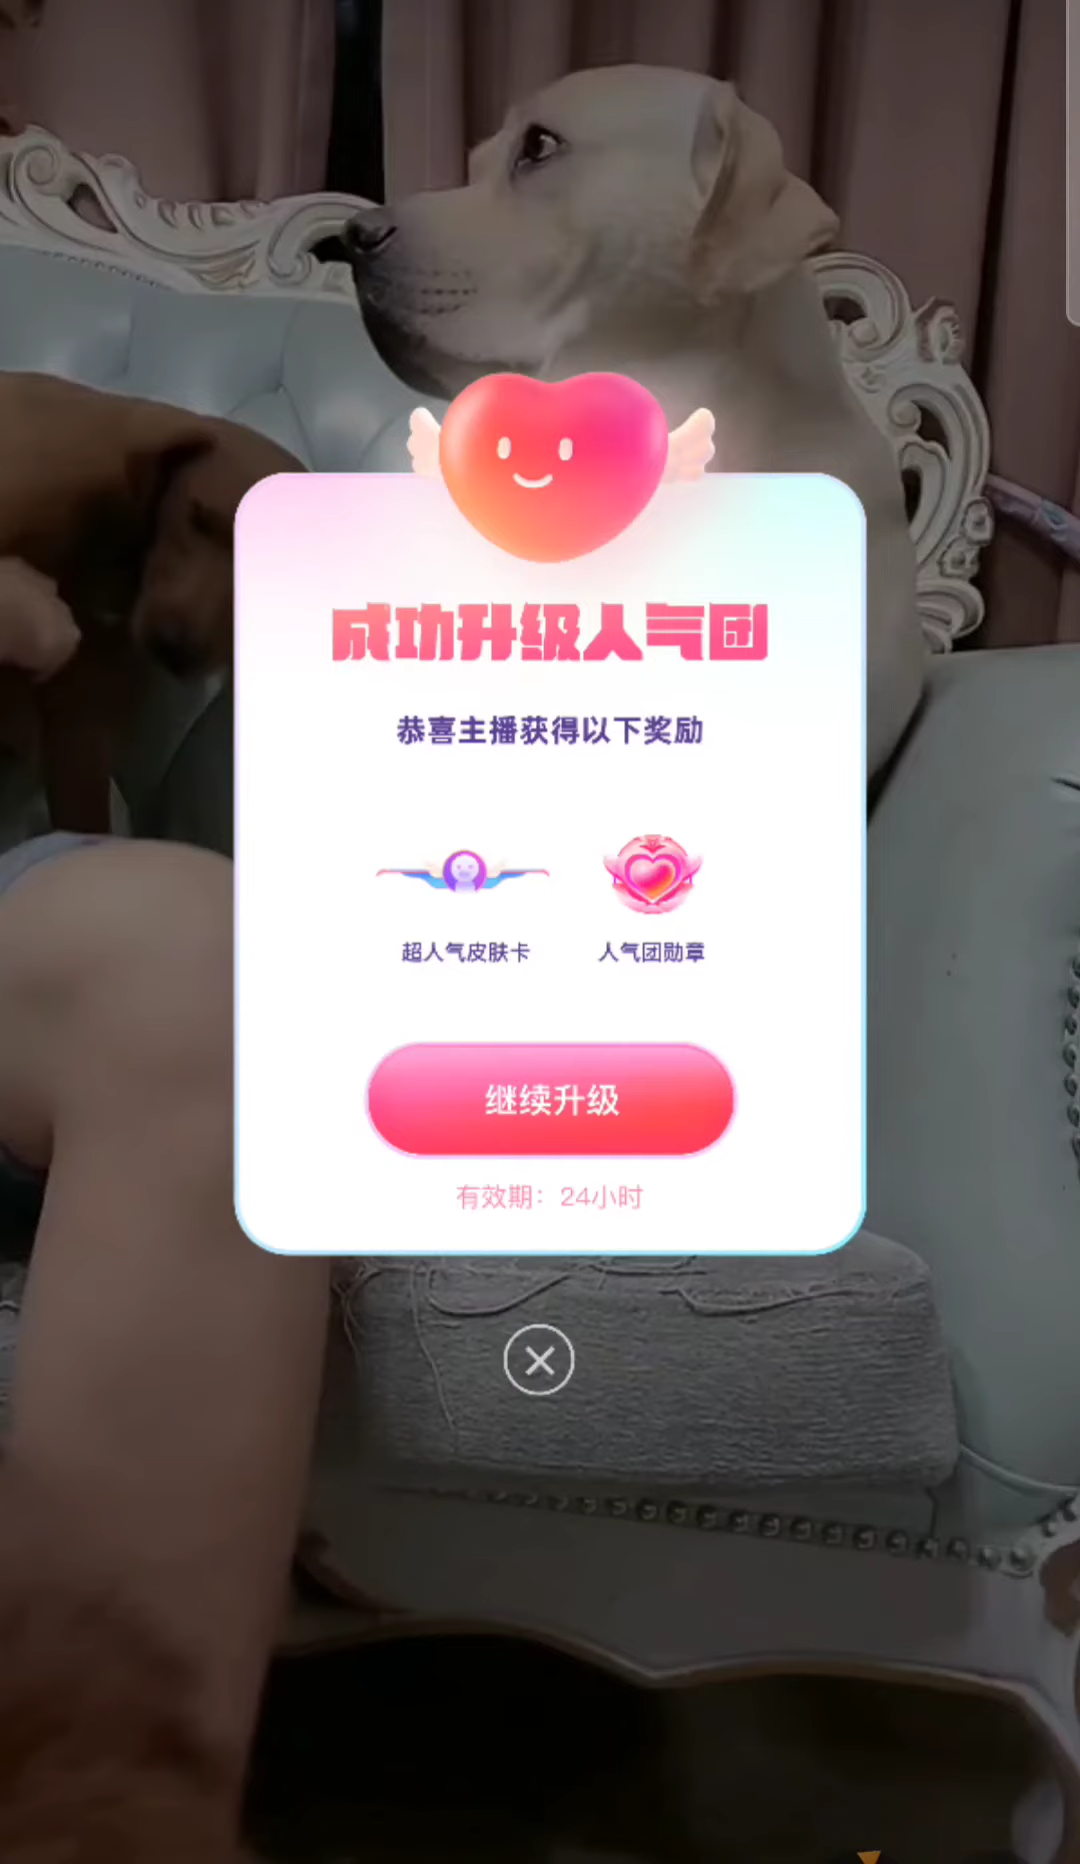 成功升级人气团
恭喜主播获得以下奖励
超人气皮肤卡
人气团勋章
继续升级
有效期：24小时